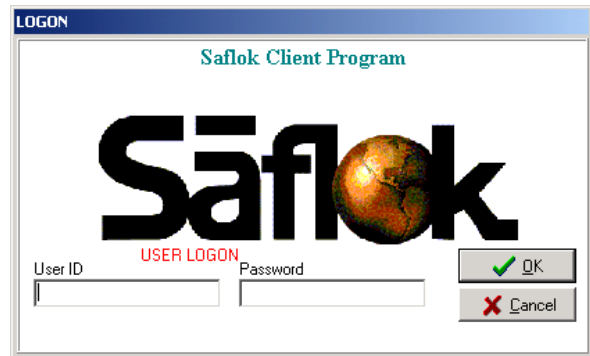 LOGON
Saflok Client Program
Sāflok
USER LOGON
User ID
Password
OK
Cancel